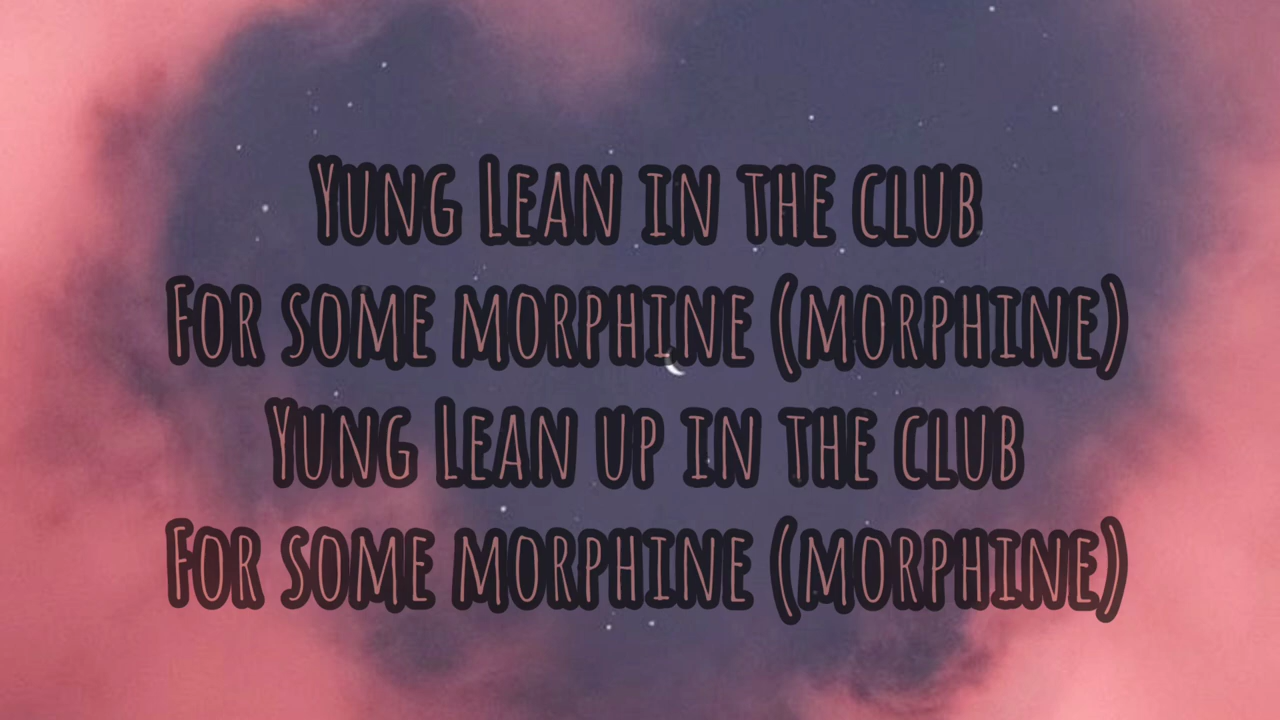 Yung Lean in the club
For some morphine (morphine)
Yung Lean up in the club
For some morphine (morphine)